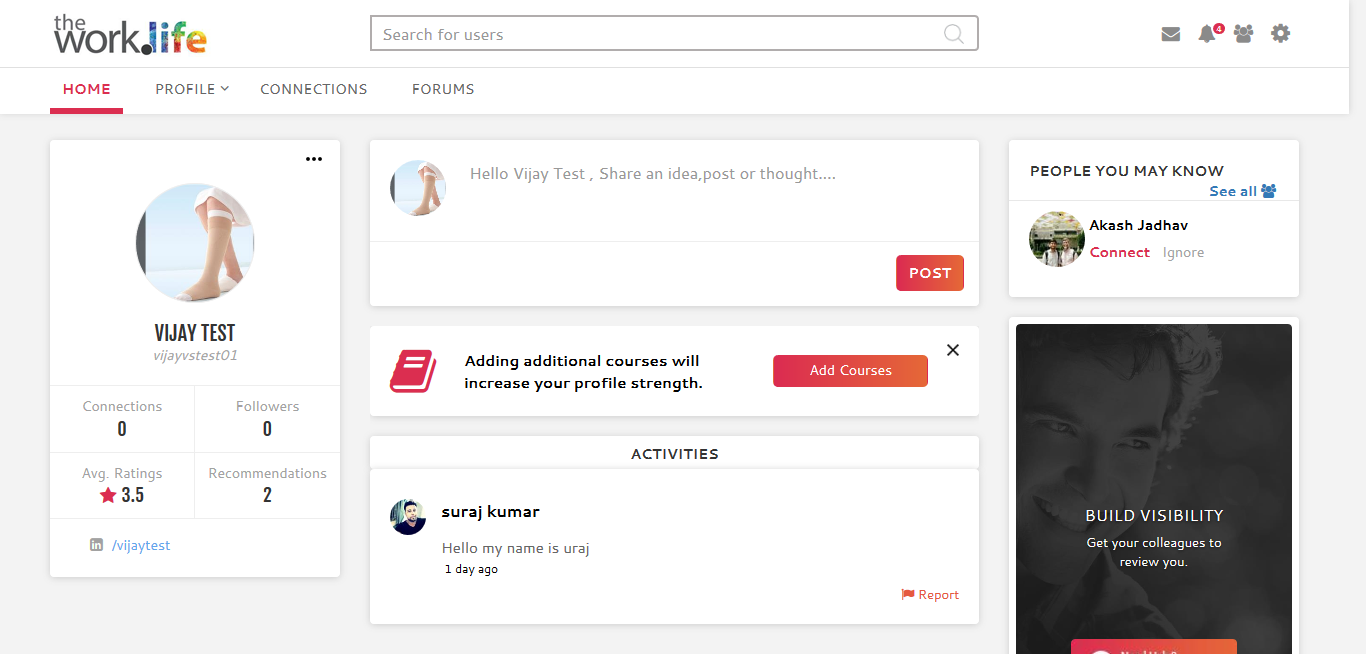 the
work.life
Search for users
4
HOME
PROFILE
CONNECTIONS
FORUMS
VIJAY TEST
vijayvstest01
Connections
0
Followers
0
Avg. Ratings
3.5
Recommendations
2
/vijaytest
Hello Vijay Test , Share an idea,post or thought....
POST
Adding additional courses will
increase your profile strength.
Add Courses
ACTIVITIES
suraj kumar
Hello my name is uraj
1 day ago
Report
PEOPLE YOU MAY KNOW
See all
Akash Jadhav
Connect Ignore
BUILD VISIBILITY
Get your colleagues to
review you.